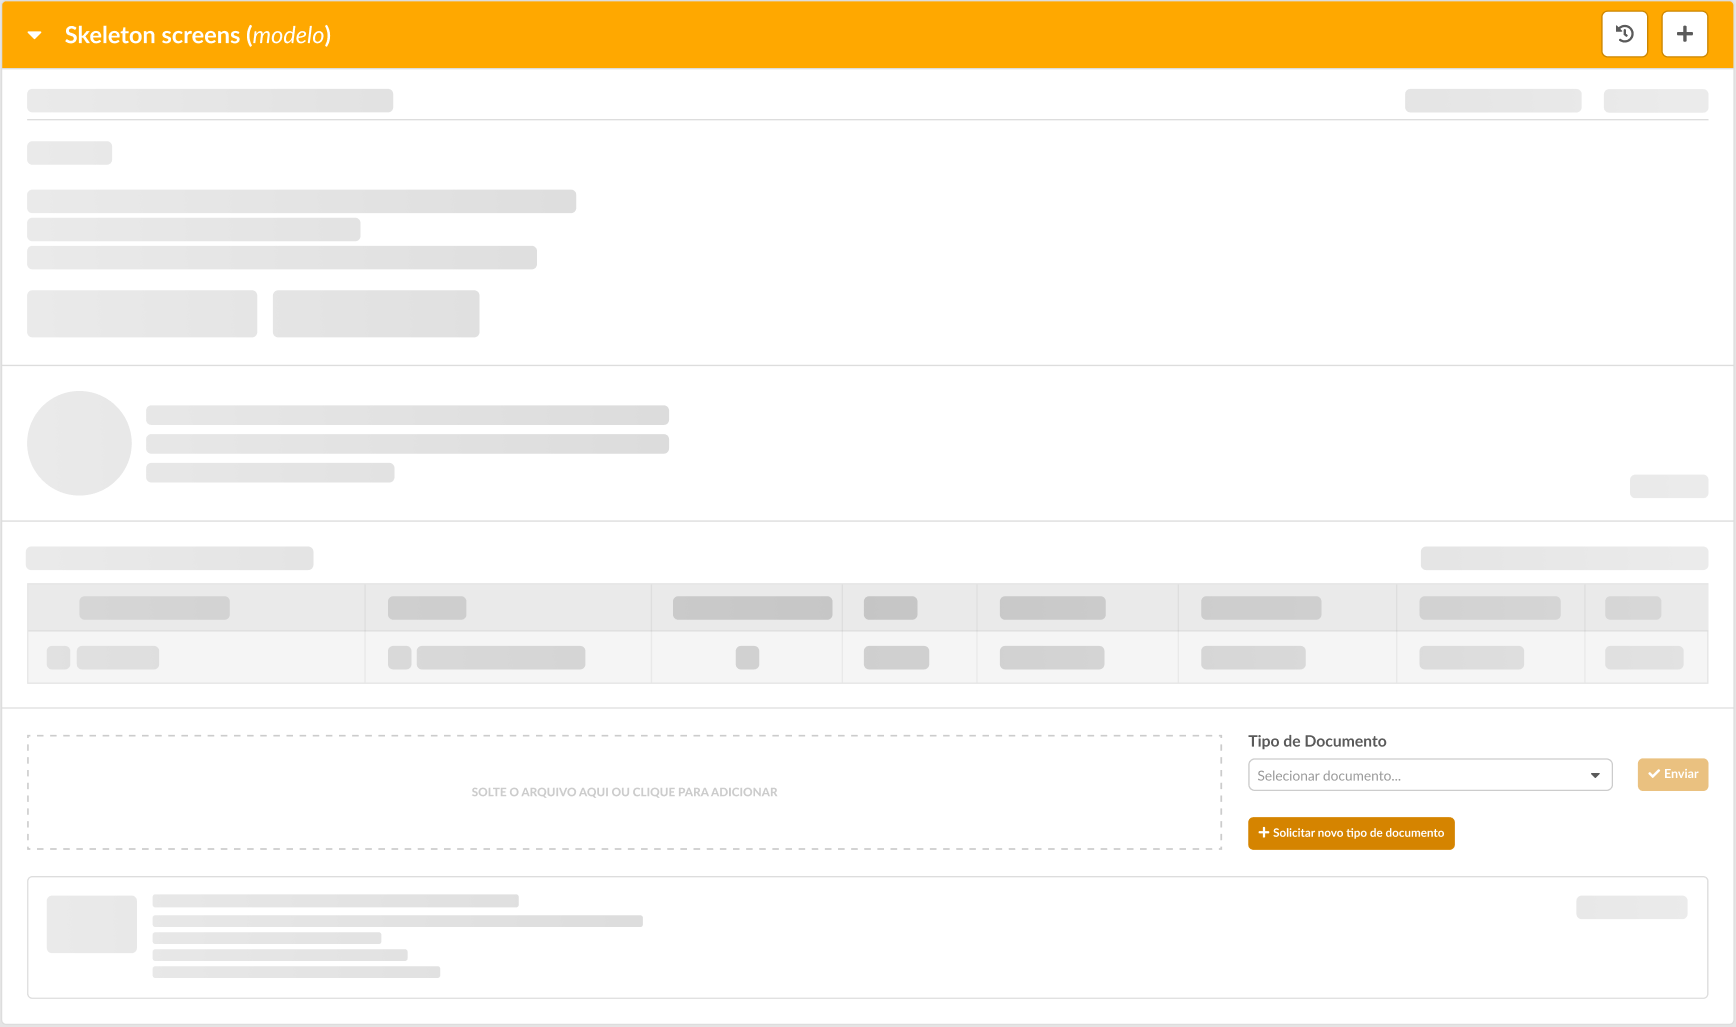 Skeleton screens (modelo)
Tipo de Documento
Selecionar documento...
Enviar
SOLTE O ARQUIVO AQUI OU CLIQUE PARA ADICIONAR
Solicitar novo tipo de documento